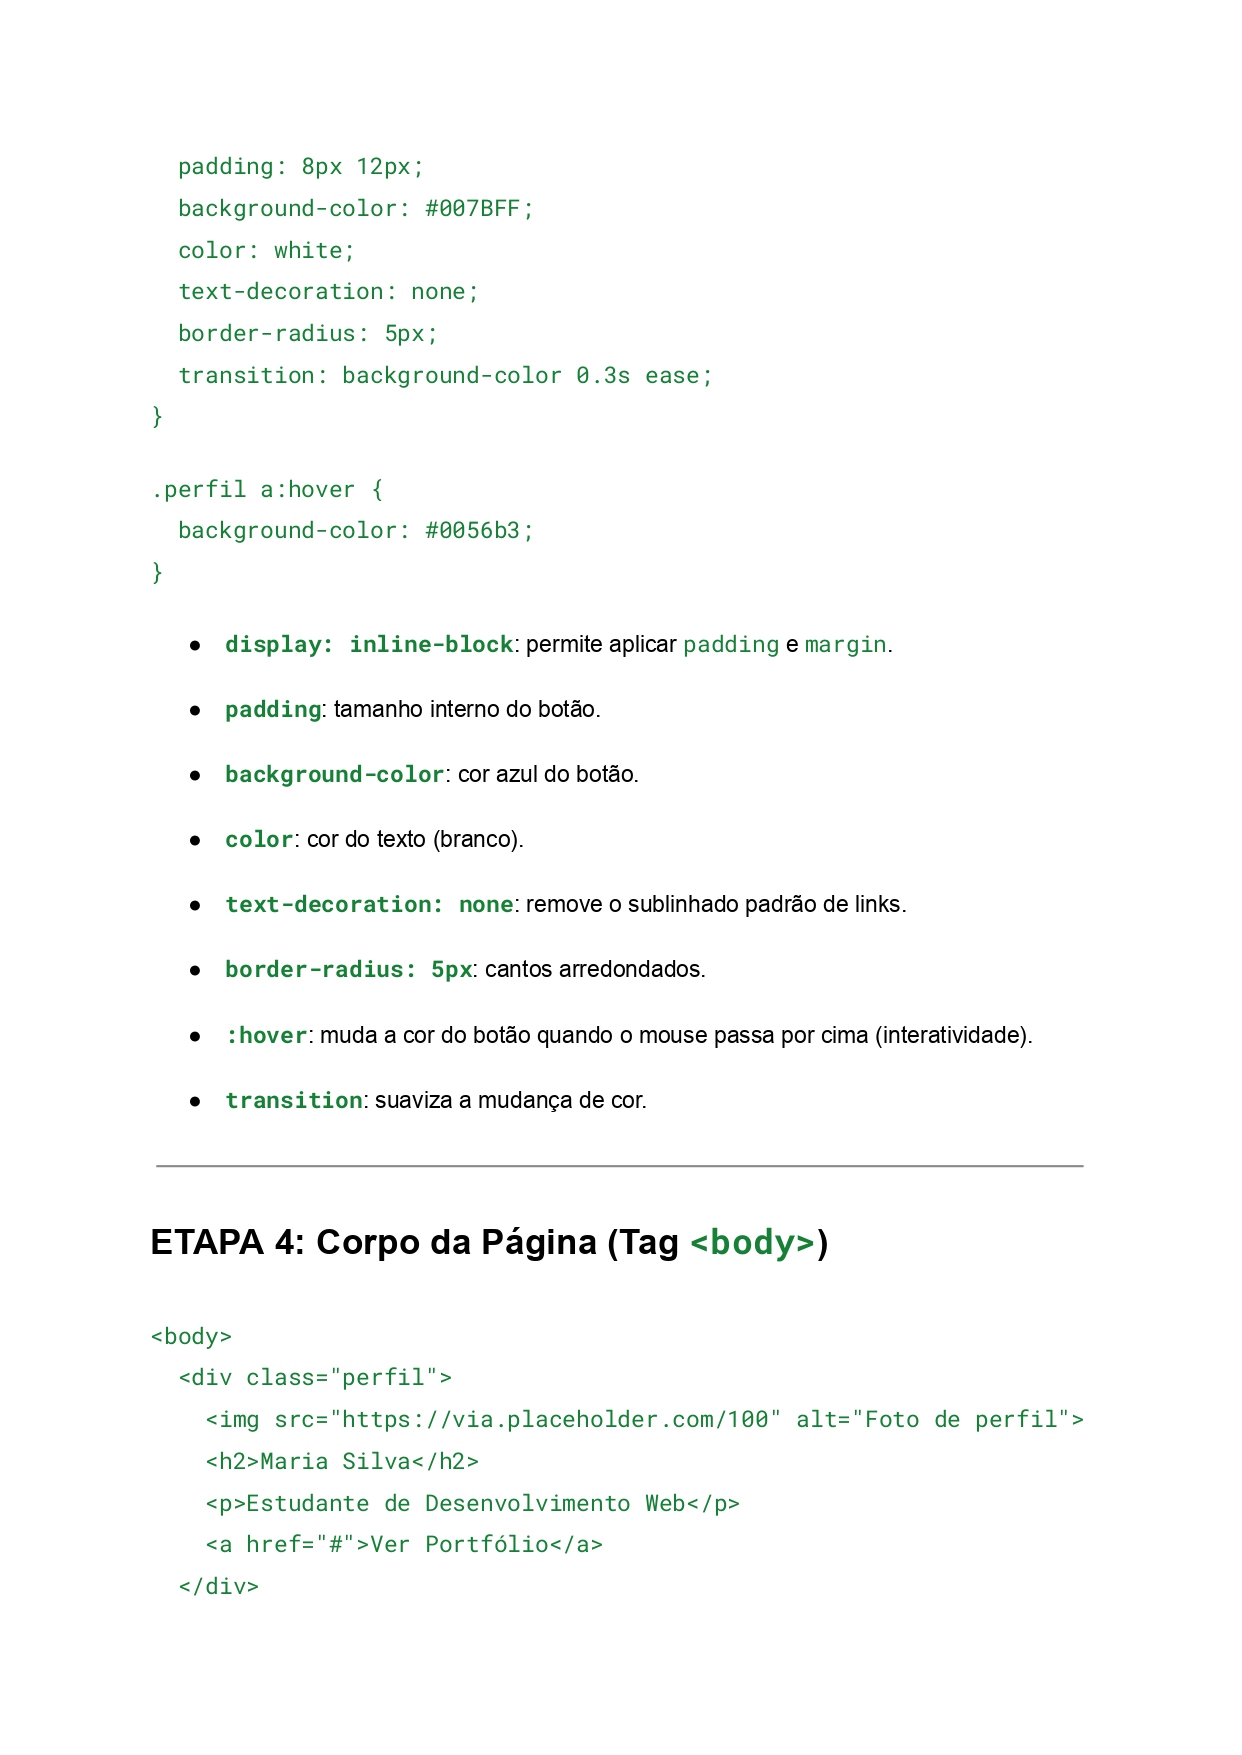 padding: 8px 12px;
background-color: #007BFF;
color: white;
text-decoration: none;
border-radius: 5px;
transition: background-color 0.3s ease;
}
.perfil a:hover {
background-color: #0056b3;
}
● display: inline-block: permite aplicar padding e margin.
● padding: tamanho interno do botão.
● background-color: cor azul do botão.
● color: cor do texto (branco).
● text-decoration: none: remove o sublinhado padrão de links.
● border-radius: 5px: cantos arredondados.
● :hover: muda a cor do botão quando o mouse passa por cima (interatividade).
● transition: suaviza a mudança de cor.
ETAPA 4: Corpo da Página (Tag <body>)
<body>
<div class="perfil">
<img src="https://via.placeholder.com/100" alt="Foto de perfil">
<h2>Maria Silva</h2>
<p>Estudante de Desenvolvimento Web</p>
<a href="#">Ver Portfólio</a>
</div>